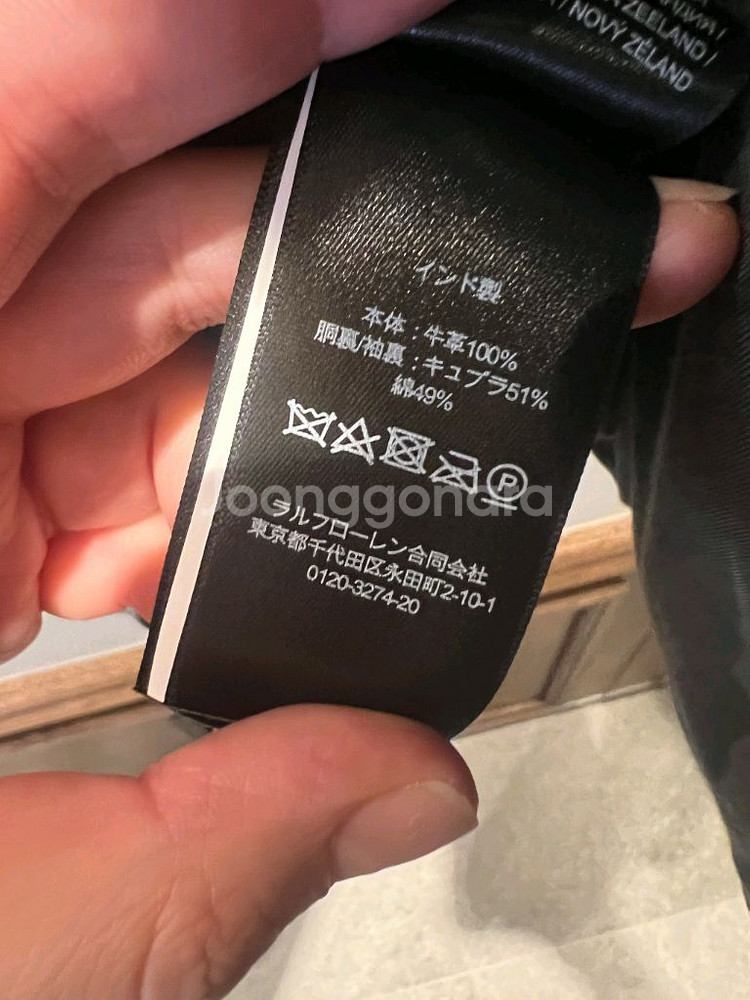 ZEELAND /
/ NOVÝ ZÉLAND
インド製
本体 : 牛革100%
胴裏/袖裏 : キュプラ51%
綿49%
P
Joonggonara
ラルフローレン合同会社
東京都千代田区永田町2-10-1
0120-3274-20